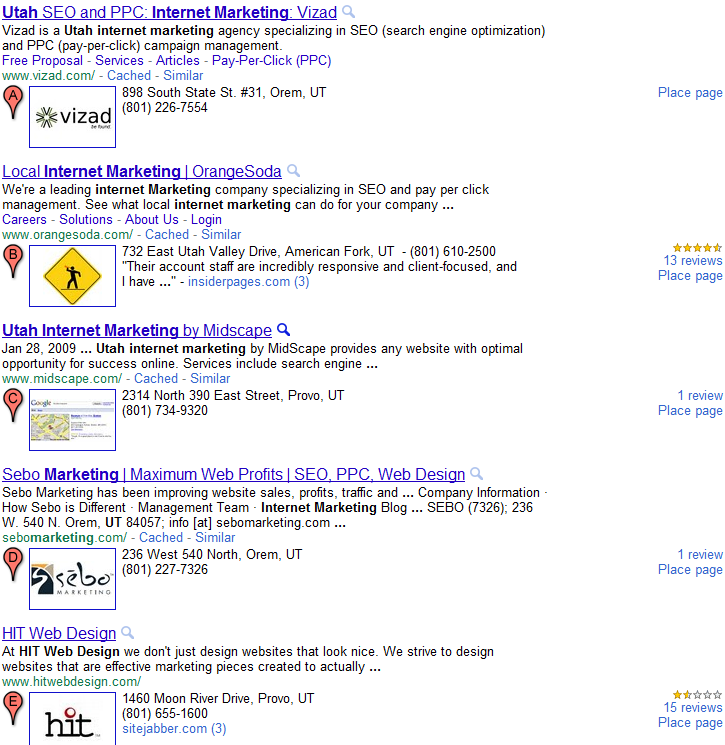 Utah SEO and PPC: Internet Marketing: Vizad
Vizad is a Utah internet marketing agency specializing in SEO (search engine optimization)
and PPC (pay-per-click) campaign management.
Free Proposal - Services - Articles - Pay-Per-Click (PPC)
www.vizad.com/ - Cached - Similar
A
vizad
be found.
898 South State St. #31, Orem, UT
(801) 226-7554
Place page
Local Internet Marketing | OrangeSoda
We're a leading internet Marketing company specializing in SEO and pay per click
management. See what local internet marketing can do for your company ...
Careers - Solutions - About Us - Login
www.orangesoda.com/ - Cached - Similar
B
732 East Utah Valley Drive, American Fork, UT - (801) 610-2500
"Their account staff are incredibly responsive and client-focused, and
I have ..." - insiderpages.com (3)
13 reviews
Place page
Utah Internet Marketing by Midscape
Jan 28, 2009 ... Utah internet marketing by MidScape provides any website with optimal
opportunity for success online. Services include search engine ...
www.midscape.com/ - Cached - Similar
C
Google
2314 North 390 East Street, Provo, UT
(801) 734-9320
1 review
Place page
Sebo Marketing | Maximum Web Profits | SEO, PPC, Web Design
Sebo Marketing has been improving website sales, profits, traffic and ... Company Information ·
How Sebo is Different · Management Team · Internet Marketing Blog ... SEBO (7326); 236
W. 540 N. Orem, UT 84057; info [at] sebomarketing.com ...
sebomarketing.com/ - Cached - Similar
D
sēbo
MARKETING
236 West 540 North, Orem, UT
(801) 227-7326
1 review
Place page
HIT Web Design
At HIT Web Design we don't just design websites that look nice. We strive to design
websites that are effective marketing pieces created to actually ...
www.hitwebdesign.com/
E
hit
1460 Moon River Drive, Provo, UT
(801) 655-1600
sitejabber.com (3)
15 reviews
Place page